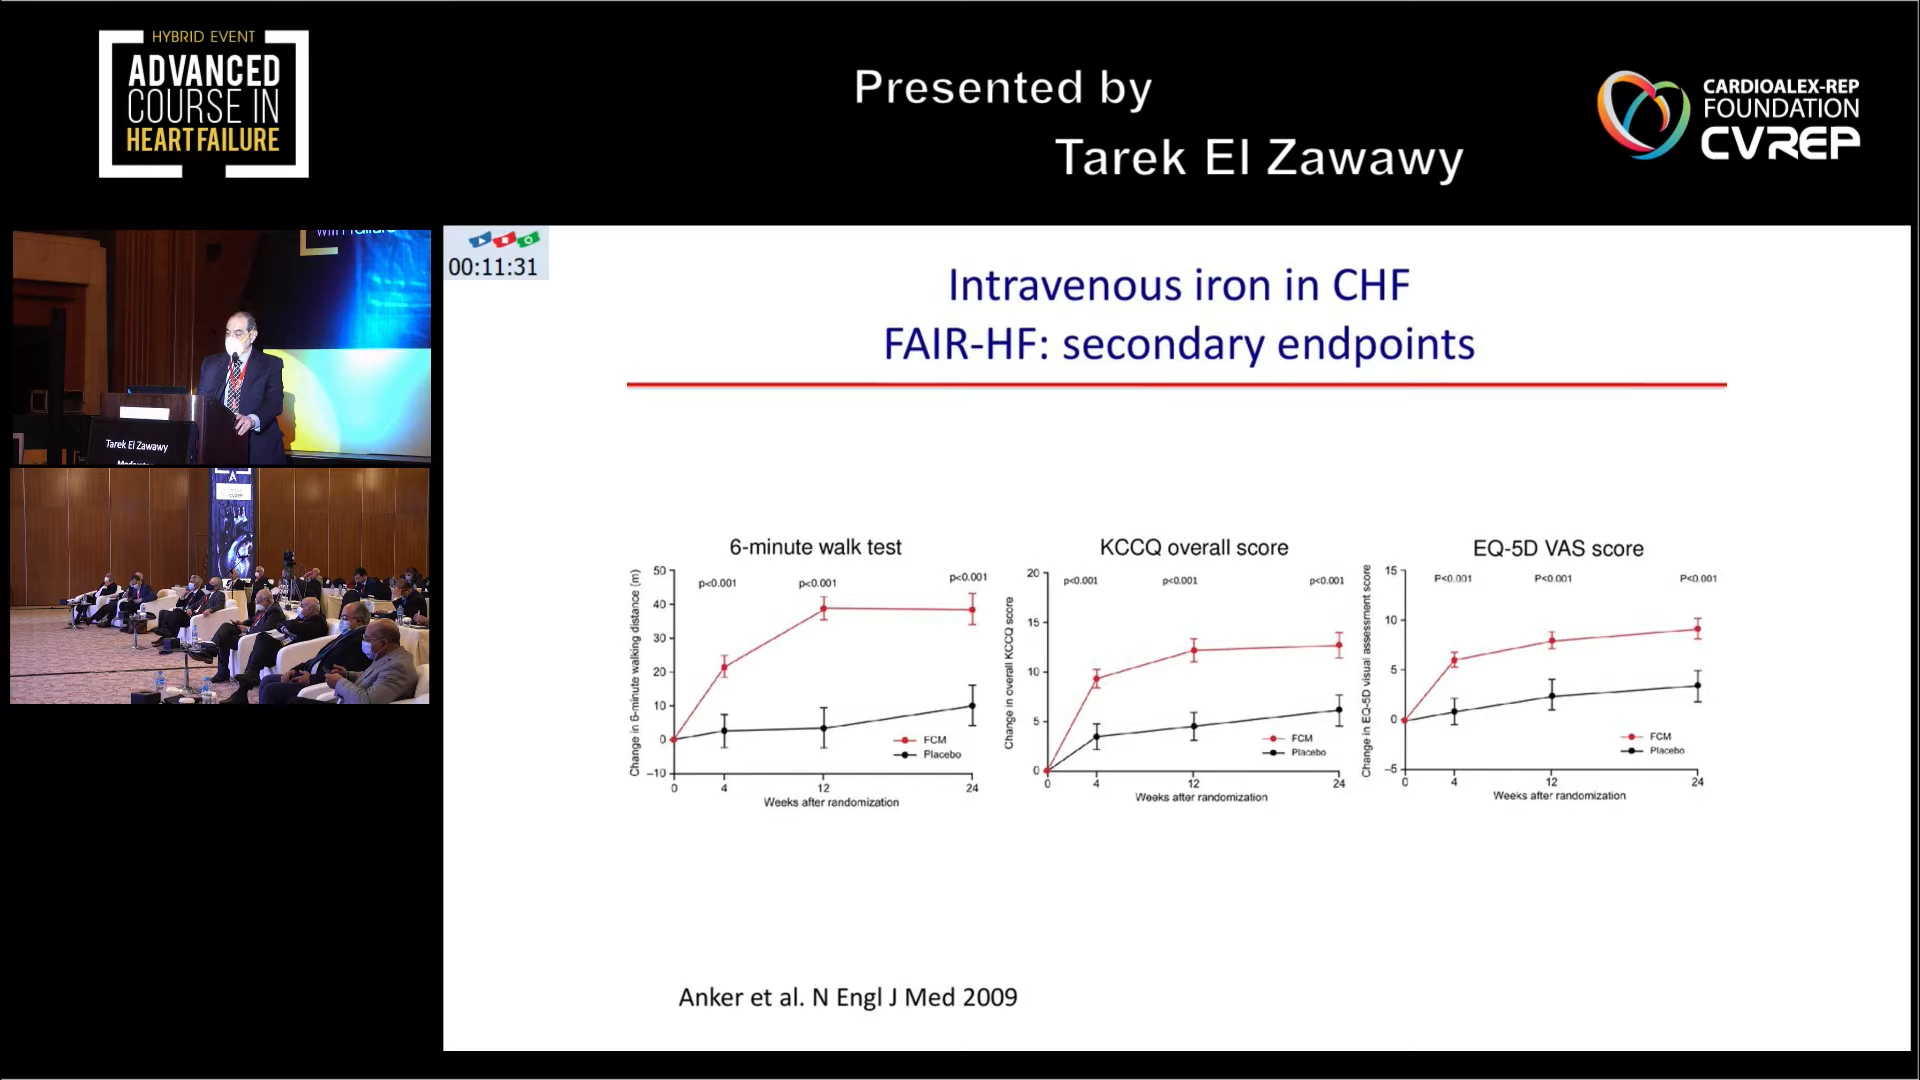 HYBRID EVENT
ADVANCED
COURSE IN
HEART FAILURE
Presented by
Tarek El Zawawy
CARDIOALEX-REP
FOUNDATION
CVREP
Tarek El Zawawy
CVREP
00:11:31
Intravenous iron in CHF
FAIR-HF: secondary endpoints
6-minute walk test
p<0.001 p<0.001 p<0.001
Change in 6-minute walking distance (m)
50
40
30
20
10
0
−10
FCM
Placebo
0 4 12 24
Weeks after randomization
KCCQ overall score
p<0.001 p<0.001 p<0.001
Change in overall KCCQ score
20
15
10
5
0
FCM
Placebo
0 4 12 24
Weeks after randomization
EQ-5D VAS score
P<0.001 P<0.001 P<0.001
Change in EQ-5D visual assessment score
15
10
5
0
−5
FCM
Placebo
0 4 12 24
Weeks after randomization
Anker et al. N Engl J Med 2009